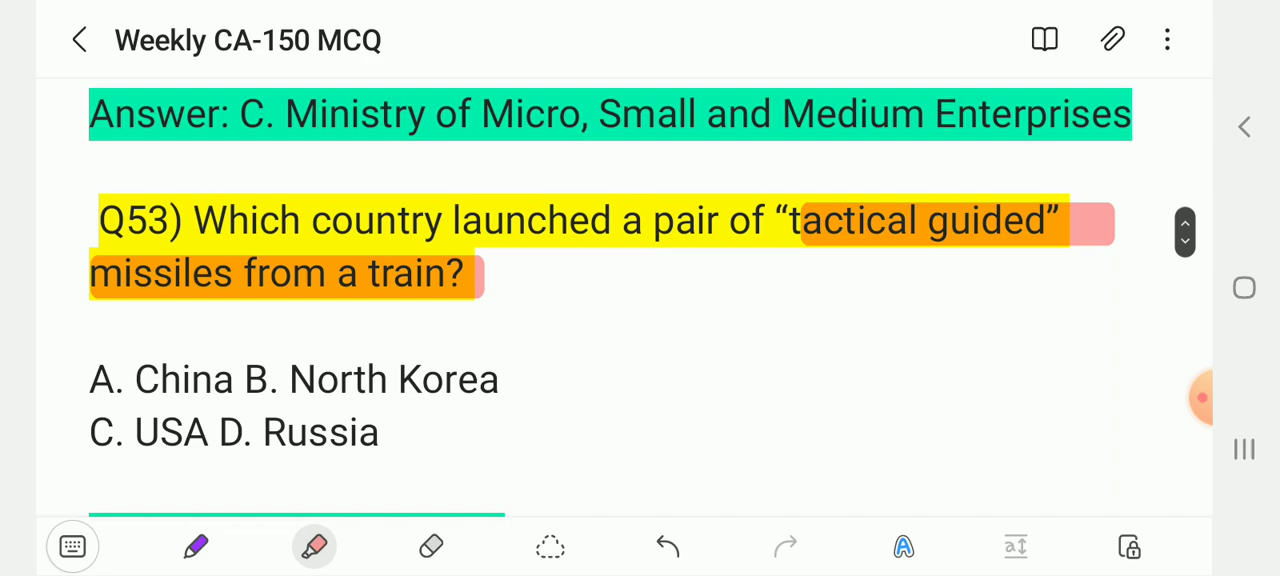 Weekly CA-150 MCQ
Answer: C. Ministry of Micro, Small and Medium Enterprises
Q53) Which country launched a pair of “tactical guided”
missiles from a train?
A. China B. North Korea
C. USA D. Russia